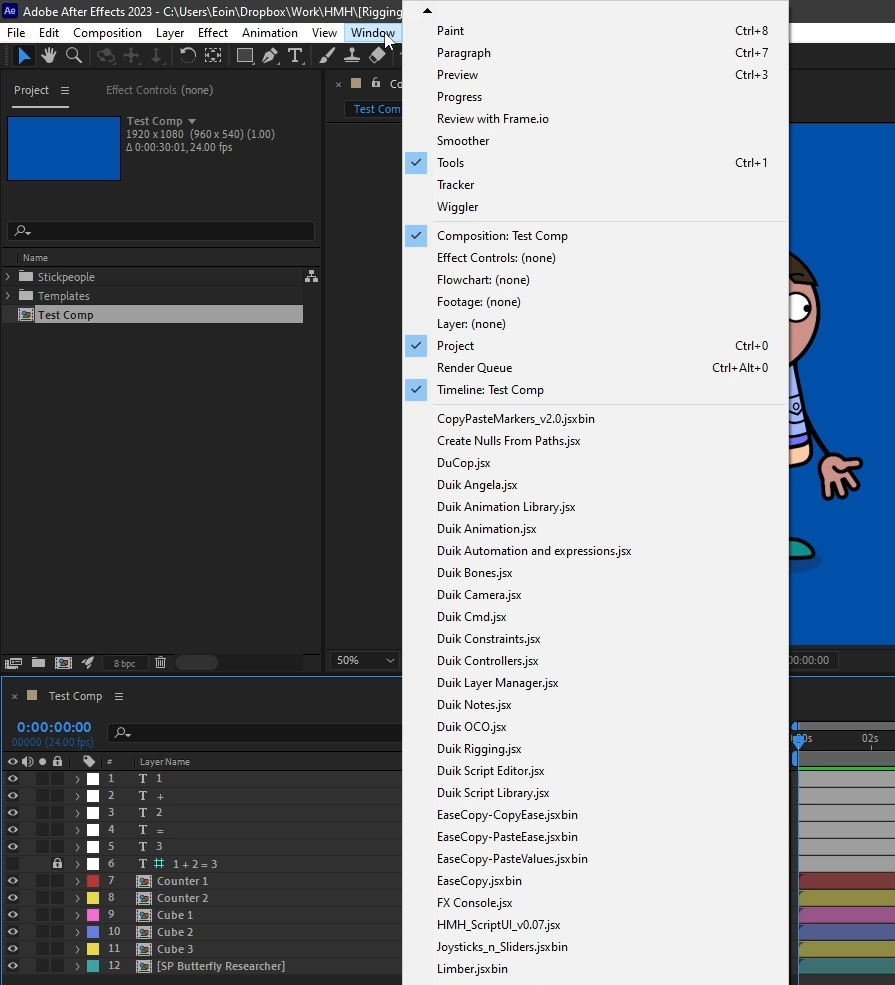 Ae Adobe After Effects 2023 - C:\Users\Eoin\Dropbox\Work\HMH\[Rigging
File Edit Composition Layer Effect Animation View Window
Project
Effect Controls (none)
Test Comp
1920 x 1080 (960 x 540) (1.00)
Δ 0:00:30:01, 24.00 fps
Name
Stickpeople
Templates
Test Comp
8 bpc
Co
Test Com
50%
Paint Ctrl+8
Paragraph Ctrl+7
Preview Ctrl+3
Progress
Review with Frame.io
Smoother
Tools Ctrl+1
Tracker
Wiggler
Composition: Test Comp
Effect Controls: (none)
Flowchart: (none)
Footage: (none)
Layer: (none)
Project Ctrl+0
Render Queue Ctrl+Alt+0
Timeline: Test Comp
CopyPasteMarkers_v2.0.jsxbin
Create Nulls From Paths.jsx
DuCop.jsx
Duik Angela.jsx
Duik Animation Library.jsx
Duik Animation.jsx
Duik Automation and expressions.jsx
Duik Bones.jsx
Duik Camera.jsx
Duik Cmd.jsx
Duik Constraints.jsx
Duik Controllers.jsx
Duik Layer Manager.jsx
Duik Notes.jsx
Duik OCO.jsx
Duik Rigging.jsx
Duik Script Editor.jsx
Duik Script Library.jsx
EaseCopy-CopyEase.jsxbin
EaseCopy-PasteEase.jsxbin
EaseCopy-PasteValues.jsxbin
EaseCopy.jsxbin
FX Console.jsx
HMH_ScriptUI_v0.07.jsx
Joysticks_n_Sliders.jsxbin
Limber.jsxbin
00:00:00
Test Comp
0:00:00:00
00000 (24.00 fps)
# Layer Name
1 T 1
2 T +
3 T 2
4 T =
5 T 3
6 T 1 + 2 = 3
7 Counter 1
8 Counter 2
9 Cube 1
10 Cube 2
11 Cube 3
12 [SP Butterfly Researcher]
00s 02s